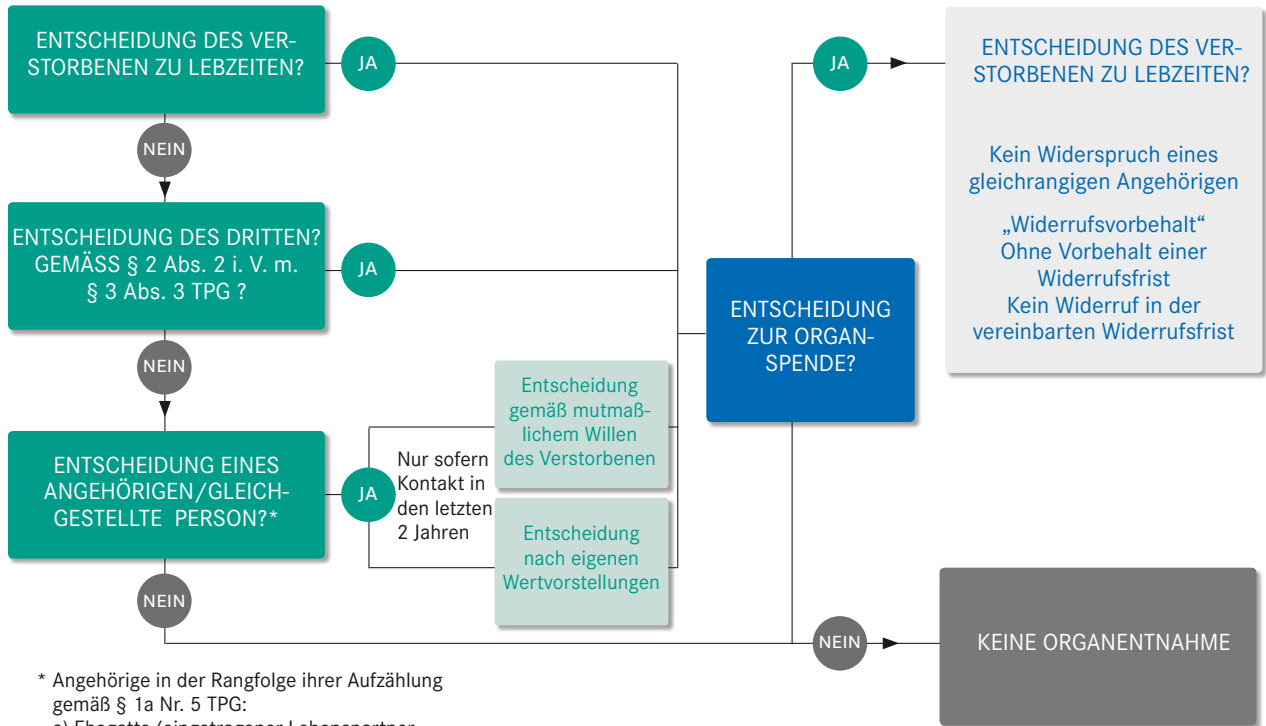 ENTSCHEIDUNG DES VER-
STORBENEN ZU LEBZEITEN?
JA
NEIN
ENTSCHEIDUNG DES DRITTEN?
GEMÄSS § 2 Abs. 2 i. V. m.
§ 3 Abs. 3 TPG ?
JA
NEIN
ENTSCHEIDUNG EINES
ANGEHÖRIGEN/GLEICH-
GESTELLTE PERSON?*
JA
NEIN
Nur sofern
Kontakt in
den letzten
2 Jahren
Entscheidung
gemäß mutmaß-
lichem Willen
des Verstorbenen
Entscheidung
nach eigenen
Wertvorstellungen
ENTSCHEIDUNG
ZUR ORGAN-
SPENDE?
JA
ENTSCHEIDUNG DES VER-
STORBENEN ZU LEBZEITEN?
Kein Widerspruch eines
gleichrangigen Angehörigen
„Widerrufsvorbehalt“
Ohne Vorbehalt einer
Widerrufsfrist
Kein Widerruf in der
vereinbarten Widerrufsfrist
NEIN
KEINE ORGANENTNAHME
* Angehörige in der Rangfolge ihrer Aufzählung
gemäß § 1a Nr. 5 TPG: